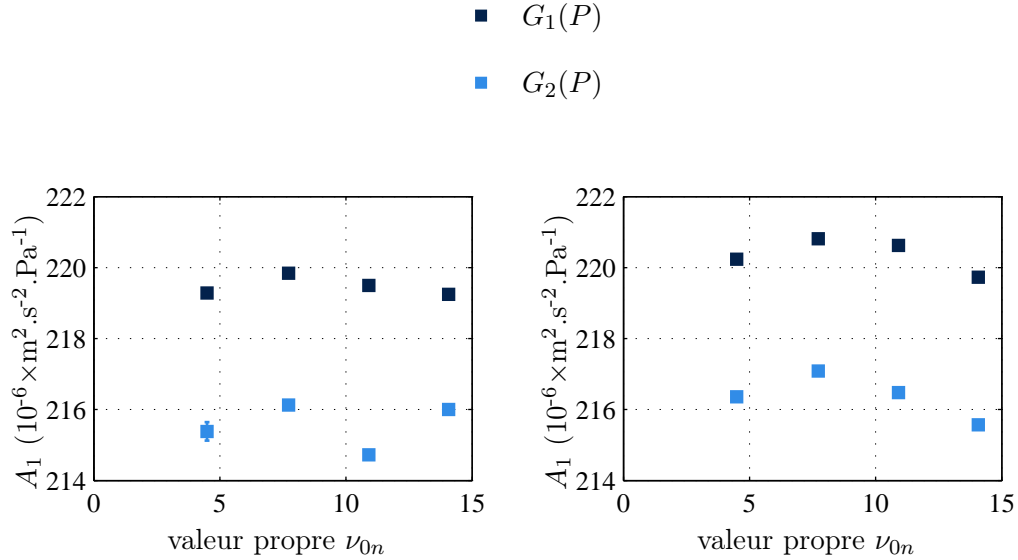 G₁(P)
G₂(P)
A₁ (10⁻⁶×m².s⁻².Pa⁻¹)
222
220
218
216
214
0 5 10 15
valeur propre ν₀ₙ
A₁ (10⁻⁶×m².s⁻².Pa⁻¹)
222
220
218
216
214
0 5 10 15
valeur propre ν₀ₙ